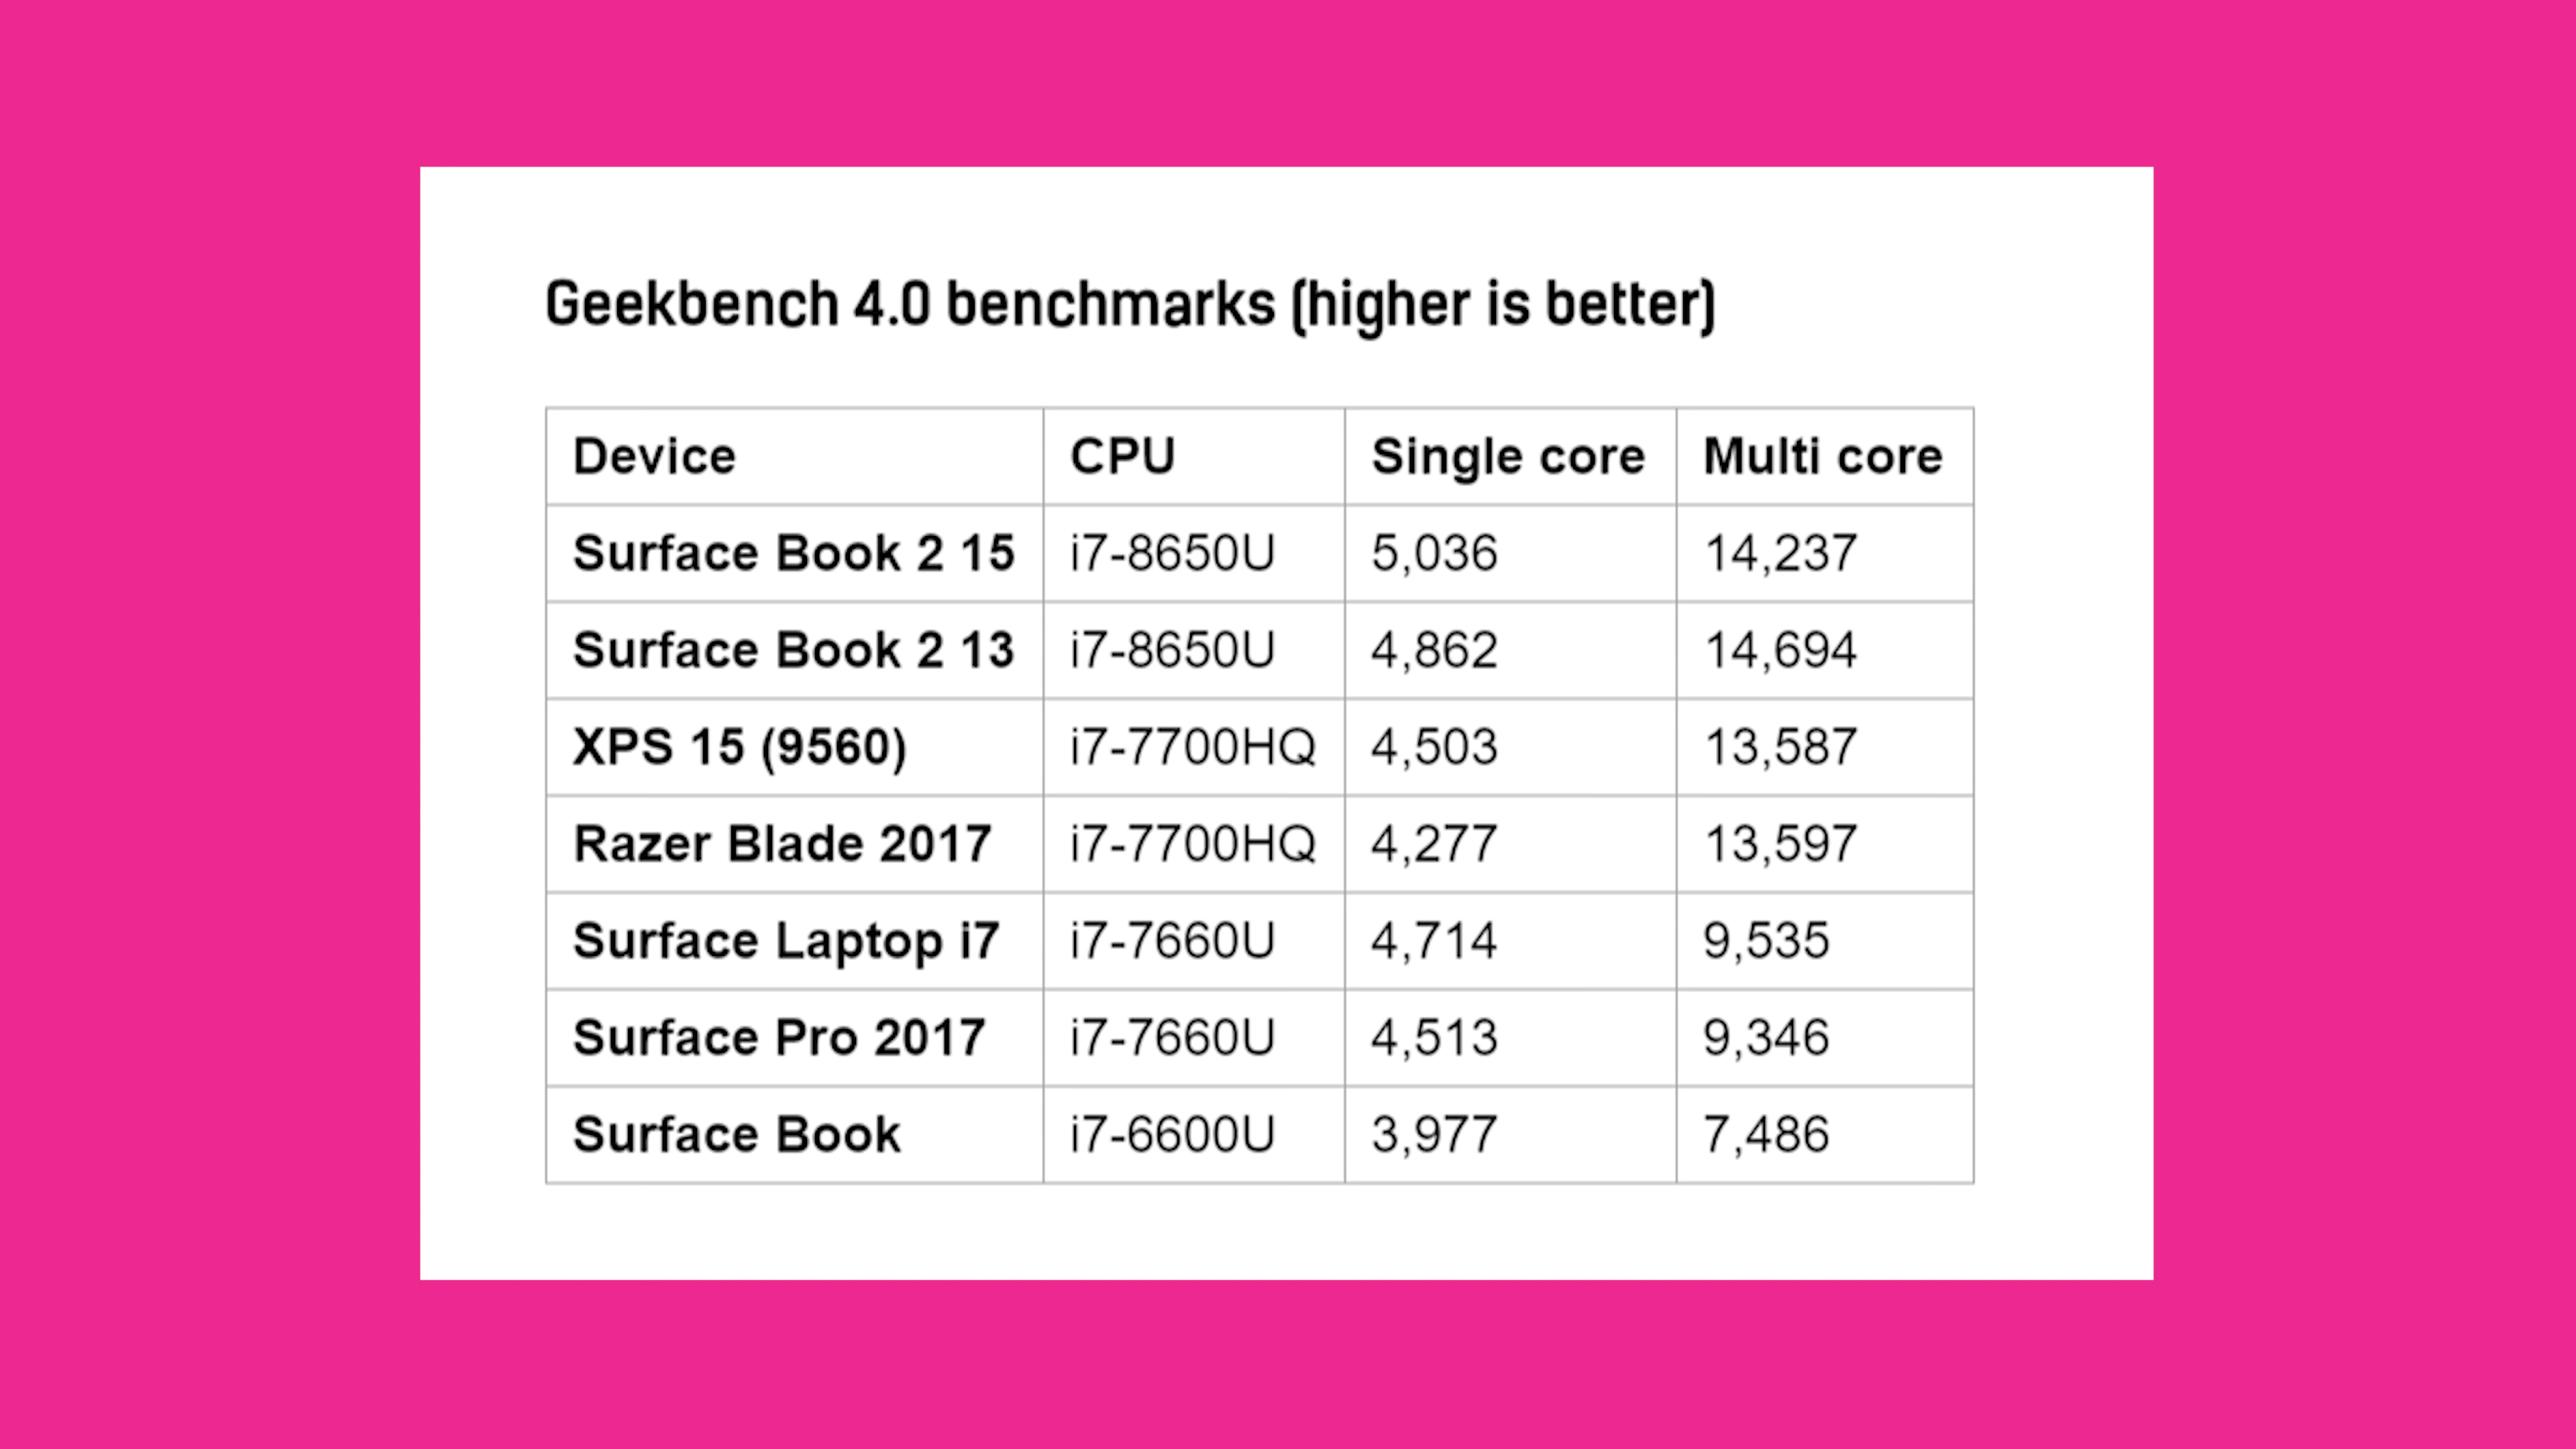 Geekbench 4.0 benchmarks (higher is better)
Device CPU Single core Multi core
Surface Book 2 15 i7-8650U 5,036 14,237
Surface Book 2 13 i7-8650U 4,862 14,694
XPS 15 (9560) i7-7700HQ 4,503 13,587
Razer Blade 2017 i7-7700HQ 4,277 13,597
Surface Laptop i7 i7-7660U 4,714 9,535
Surface Pro 2017 i7-7660U 4,513 9,346
Surface Book i7-6600U 3,977 7,486